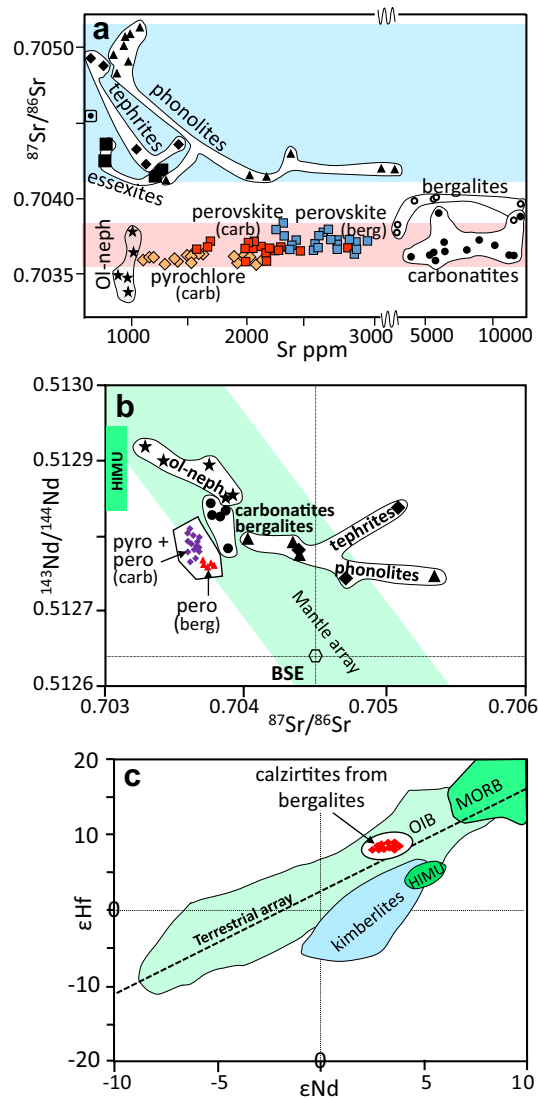 a
0.7050
0.7040
0.7035
⁸⁷Sr/⁸⁶Sr
tephrites
phonolites
essexites
bergalites
perovskite
(carb)
perovskite
(berg)
Ol-neph
pyrochlore
(carb)
carbonatites
1000
2000
3000
5000
10000
Sr ppm
b
0.5130
0.5129
0.5128
0.5127
0.5126
¹⁴³Nd/¹⁴⁴Nd
HIMU
ol-neph
carbonatites
bergalites
tephrites
phonolites
pyro +
pero
(carb)
pero
(berg)
Mantle array
BSE
0.703
0.704
0.705
0.706
⁸⁷Sr/⁸⁶Sr
c
20
10
0
-10
-20
εHf
calzirtites from
bergalites
OIB
MORB
HIMU
Terrestrial array
kimberlites
0
-10
-5
0
5
10
εNd